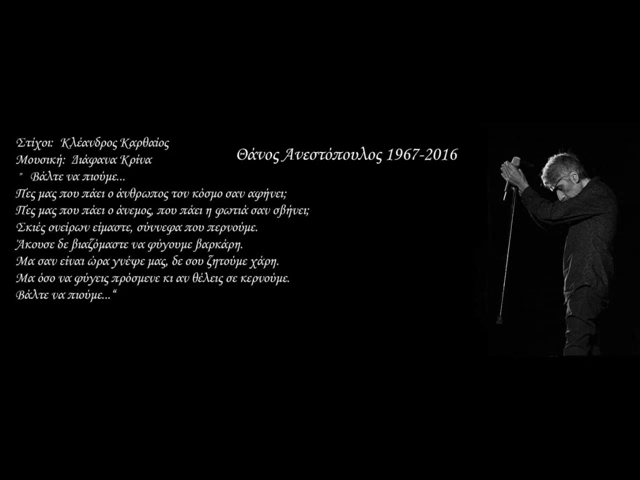 Στίχοι:  Κλέανδρος Καρθαίος
Μουσική:  Διάφανα Κρίνα
"  Βάλτε να πιούμε...
Πες μας που πάει ο άνθρωπος τον κόσμο σαν αφήνει;
Πες μας που πάει ο άνεμος, που πάει η φωτιά σαν σβήνει;
Σκιές ονείρων είμαστε, σύννεφα που περνούμε.
Άκουσε δε βιαζόμαστε να φύγουμε βαρκάρη.
Μα σαν είναι ώρα γνέψε μας, δε σου ζητούμε χάρη.
Μα όσο να φύγεις πρόσμενε κι αν θέλεις σε κερνούμε.
Βάλτε να πιούμε..."
Θάνος Ανεστόπουλος 1967-2016